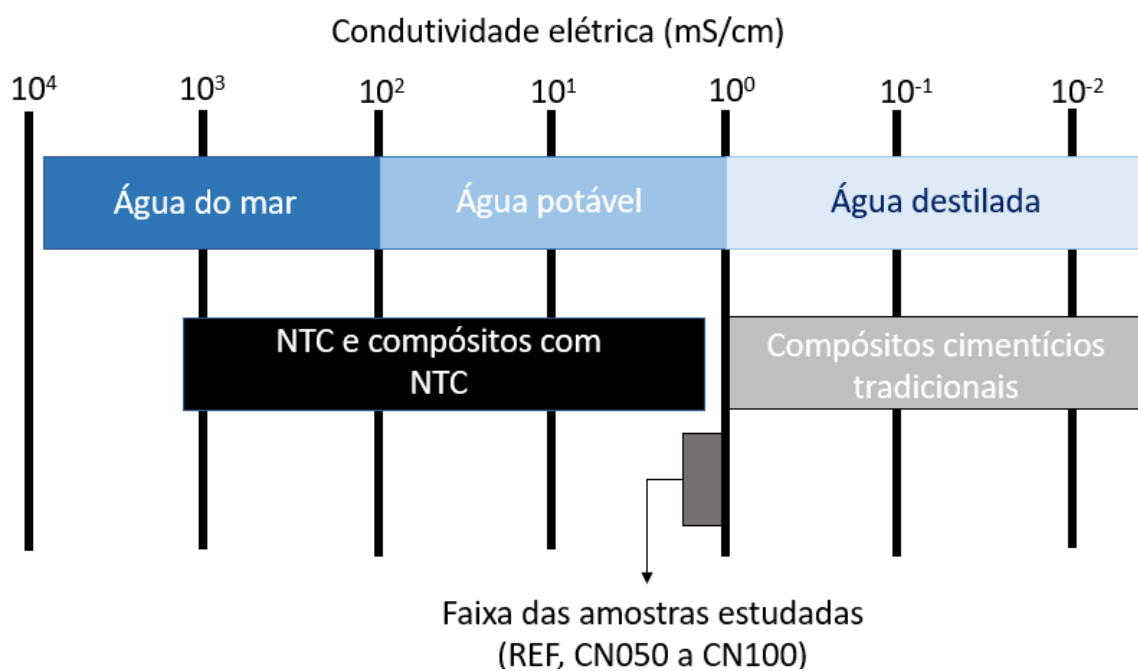 Condutividade elétrica (mS/cm)
10⁴ 10³ 10² 10¹ 10⁰ 10⁻¹ 10⁻²
Água do mar Água potável Água destilada
NTC e compósitos com
NTC
Compósitos cimentícios
tradicionais
Faixa das amostras estudadas
(REF, CN050 a CN100)